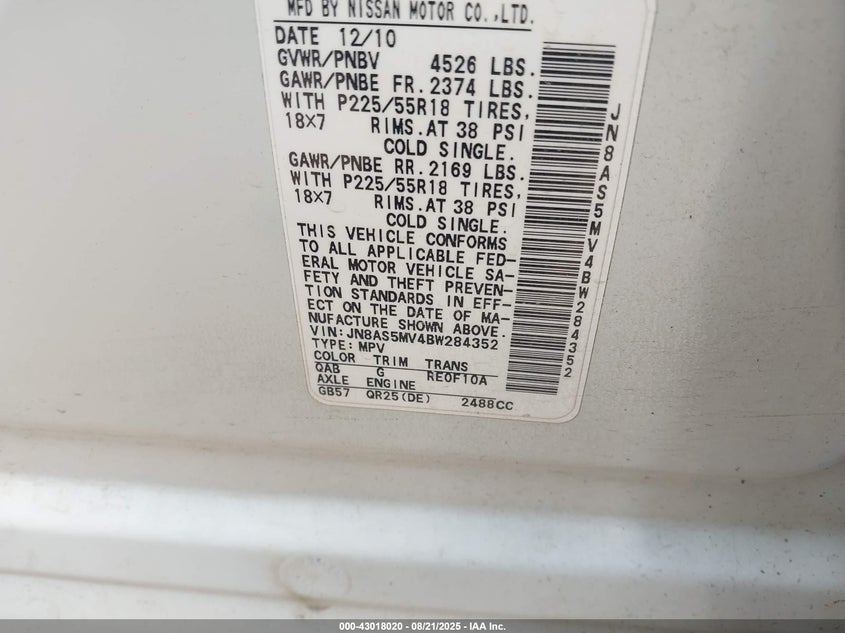 MFD BY NISSAN MOTOR CO.,LTD.
DATE 12/10
GVWR/PNBV 4526 LBS.
GAWR/PNBE FR.2374 LBS.
WITH P225/55R18 TIRES,
18X7 RIMS.AT 38 PSI
COLD SINGLE.
GAWR/PNBE RR.2169 LBS.
WITH P225/55R18 TIRES,
18X7 RIMS.AT 38 PSI
COLD SINGLE.
THIS VEHICLE CONFORMS
TO ALL APPLICABLE FED-
ERAL MOTOR VEHICLE SA-
FETY AND THEFT PREVEN-
TION STANDARDS IN EFF-
ECT ON THE DATE OF MA-
NUFACTURE SHOWN ABOVE.
VIN:JN8AS5MV4BW284352
TYPE:MPV
COLOR TRIM TRANS
QAB G RE0F10A
AXLE ENGINE
GB57 QR25(DE) 2488CC
JN8AS5MV4BW284352
000-43018020 - 08/21/2025 - IAA Inc.